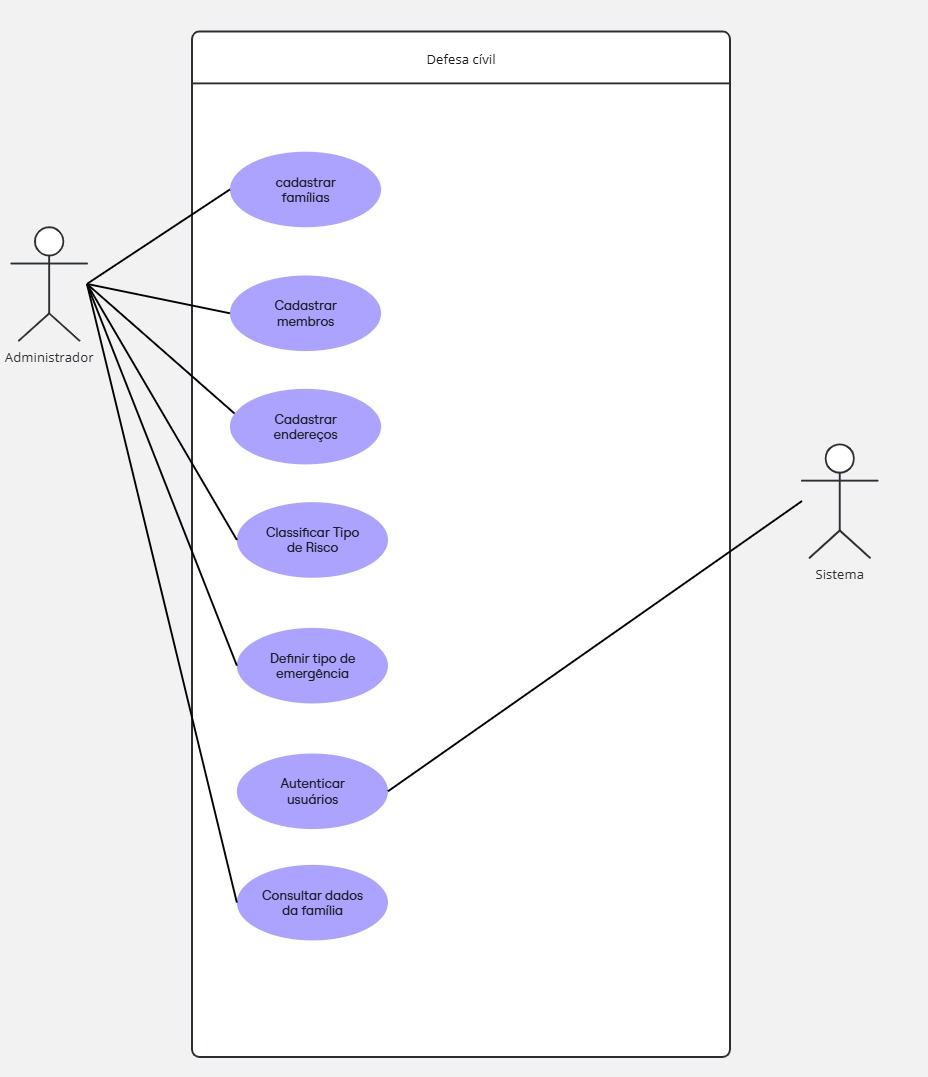 Defesa cívil
cadastrar
famílias
Administrador
Cadastrar
membros
Cadastrar
endereços
Classificar Tipo
de Risco
Sistema
Definir tipo de
emergência
Autenticar
usuários
Consultar dados
da família